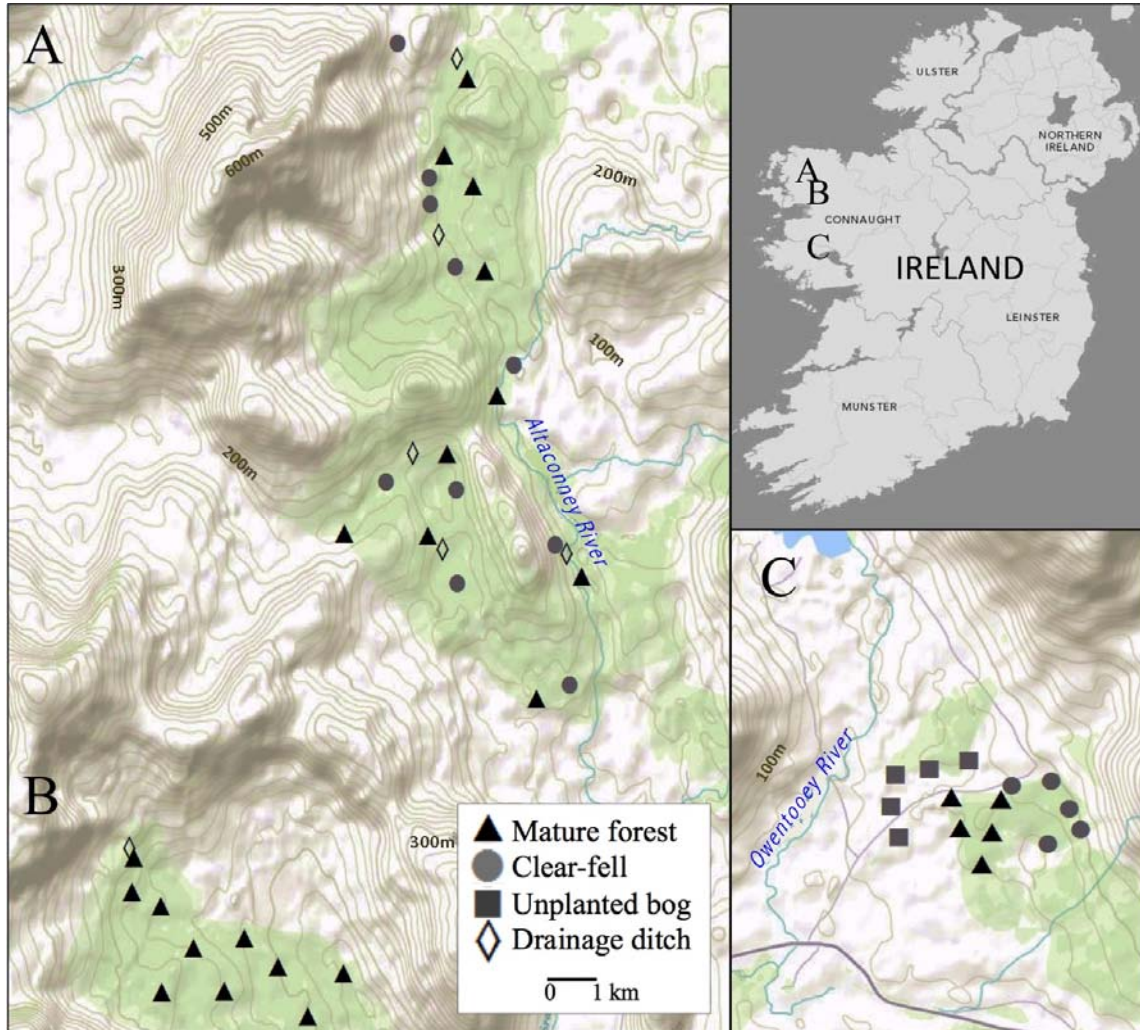 A
500m
600m
200m
300m
100m
Altaconney River
200m
B
300m
Mature forest
Clear-fell
Unplanted bog
Drainage ditch
0 1 km
ULSTER
NORTHERN
IRELAND
A
B
CONNAUGHT
C
IRELAND
LEINSTER
MUNSTER
C
100m
Owentooey River